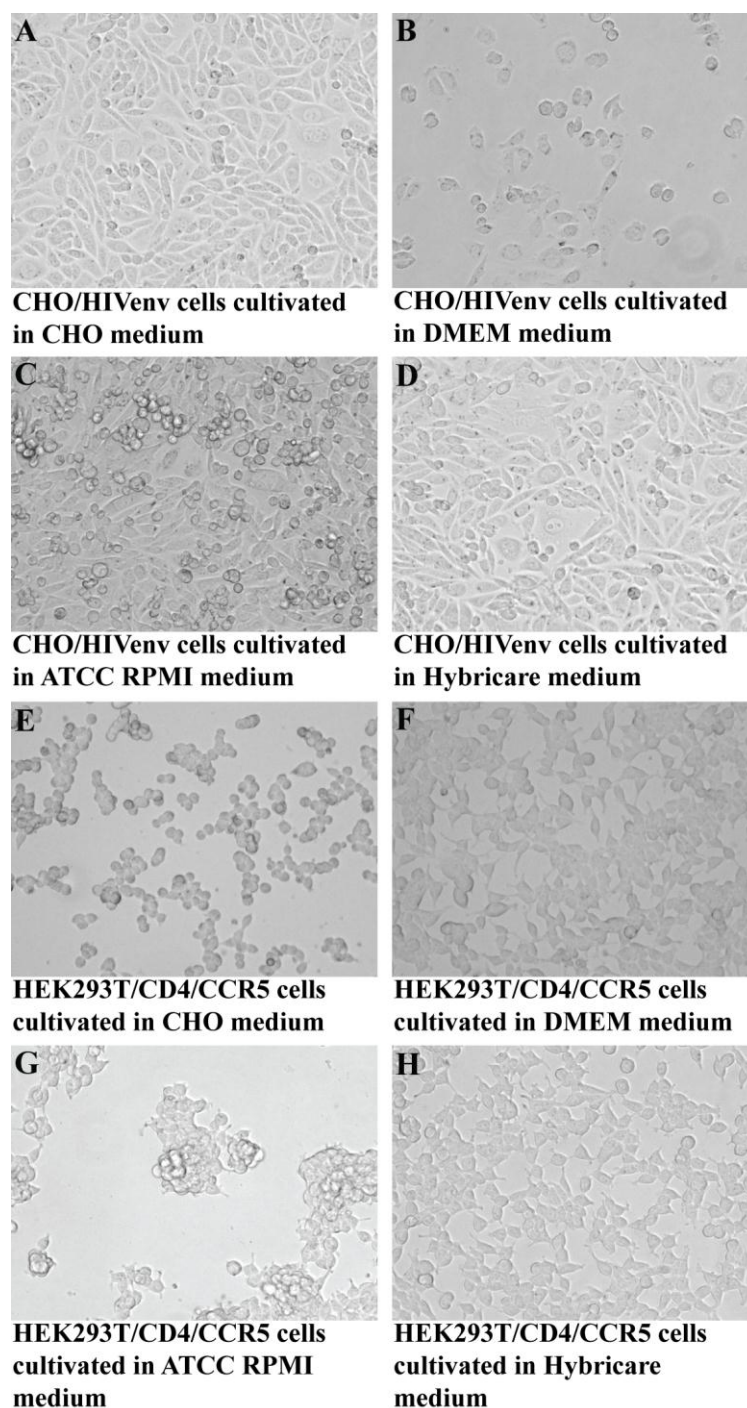 A
B
CHO/HIVenv cells cultivated
in CHO medium
CHO/HIVenv cells cultivated
in DMEM medium
C
D
CHO/HIVenv cells cultivated
in ATCC RPMI medium
CHO/HIVenv cells cultivated
in Hybricare medium
E
F
HEK293T/CD4/CCR5 cells
cultivated in CHO medium
HEK293T/CD4/CCR5 cells
cultivated in DMEM medium
G
H
HEK293T/CD4/CCR5 cells
cultivated in ATCC RPMI
medium
HEK293T/CD4/CCR5 cells
cultivated in Hybricare
medium